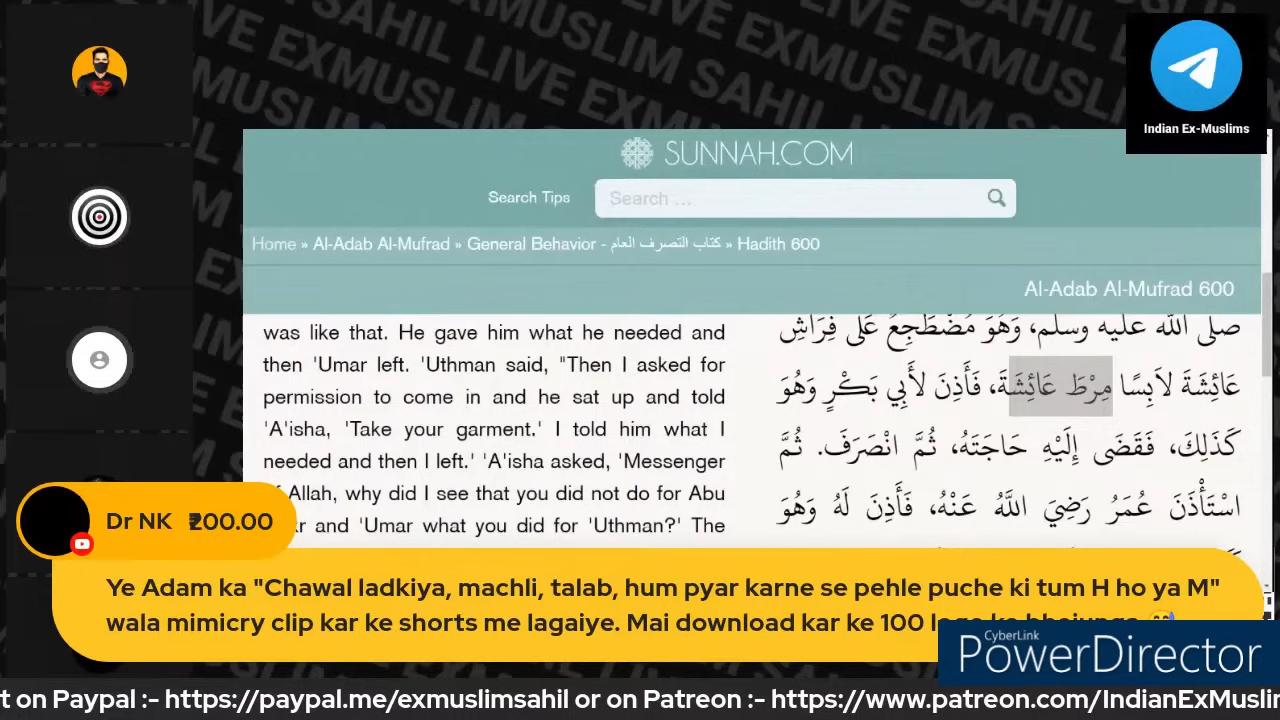 LIVE EXMUSLIM SAHIL LIVE EXMUSLIM SAHIL
Indian Ex-Muslims
SUNNAH.COM
Search Tips
Search ...
Home » Al-Adab Al-Mufrad » General Behavior - كتاب التصرف العام » Hadith 600
Al-Adab Al-Mufrad 600
was like that. He gave him what he needed and
then 'Umar left. 'Uthman said, "Then I asked for
permission to come in and he sat up and told
'A'isha, 'Take your garment.' I told him what I
needed and then I left.' 'A'isha asked, 'Messenger
Allah, why did I see that you did not do for Abu
and 'Umar what you did for 'Uthman?' The
صلى الله عليه وسلم، وَهُوَ مُضْطَجِعٌ عَلَى فِرَاشِ
عَائِشَةَ لاَبِسًا مِرْطَ عَائِشَةَ، فَأَذِنَ لأَبِي بَكْرٍ وَهُوَ
كَذَلِكَ، فَقَضَى إِلَيْهِ حَاجَتَهُ، ثُمَّ انْصَرَفَ‏.‏ ثُمَّ
اسْتَأْذَنَ عُمَرُ رَضِيَ اللَّهُ عَنْهُ، فَأَذِنَ لَهُ وَهُوَ
Dr NK ₹200.00
Ye Adam ka "Chawal ladkiya, machli, talab, hum pyar karne se pehle puche ki tum H ho ya M"
wala mimicry clip kar ke shorts me lagaiye. Mai download kar ke 100
CyberLink
PowerDirector
t on Paypal :- https://paypal.me/exmuslimsahil or on Patreon :- https://www.patreon.com/IndianExMusli